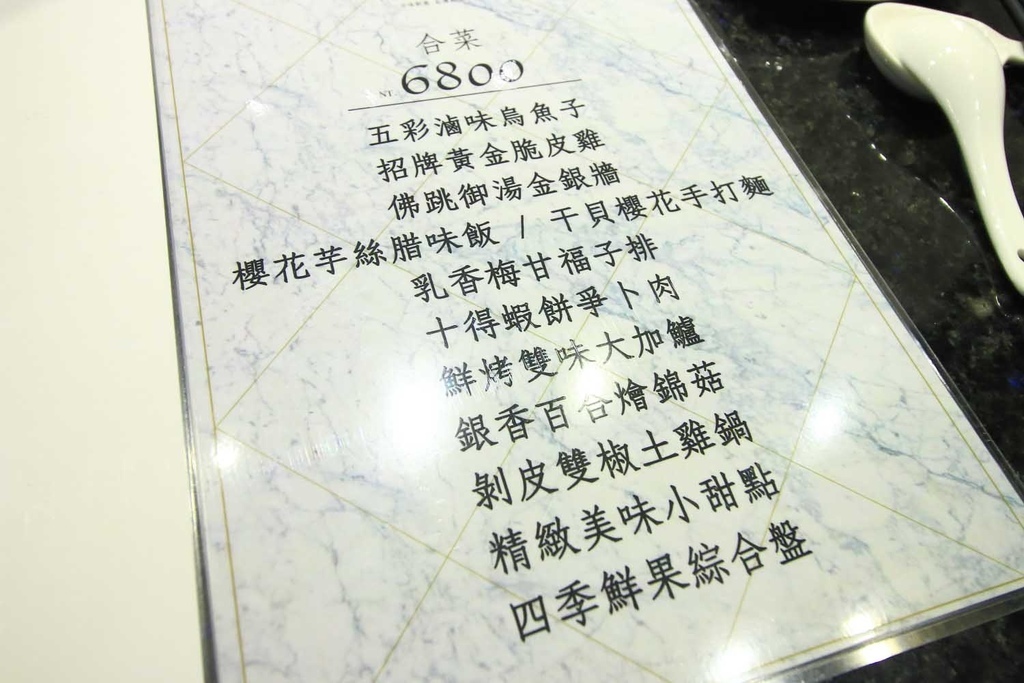 合菜
NT. 6800
五彩滷味烏魚子
招牌黃金脆皮雞
佛跳御湯金銀牆
櫻花芋絲腊味飯 / 干貝櫻花手打麵
乳香梅甘福子排
十得蝦餅爭卜肉
鮮烤雙味大加鱸
銀香百合燴錦菇
剝皮雙椒土雞鍋
精緻美味小甜點
四季鮮果綜合盤